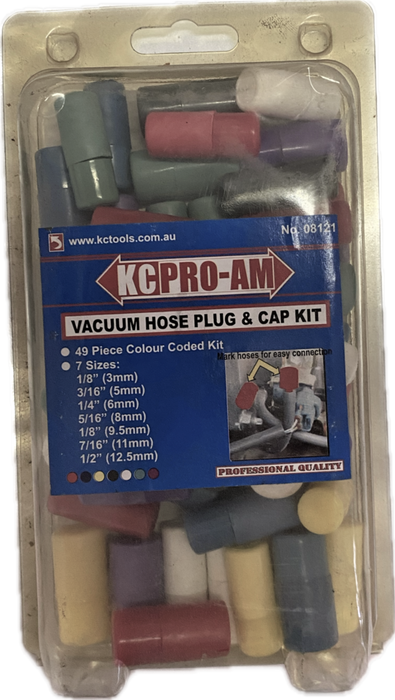 www.kctools.com.au
No. 08121
KCPRO-AM
VACUUM HOSE PLUG & CAP KIT
49 Piece Colour Coded Kit
7 Sizes:
1/8" (3mm)
3/16" (5mm)
1/4" (6mm)
5/16" (8mm)
1/8" (9.5mm)
7/16" (11mm)
1/2" (12.5mm)
Mark hoses for easy connection
PROFESSIONAL QUALITY